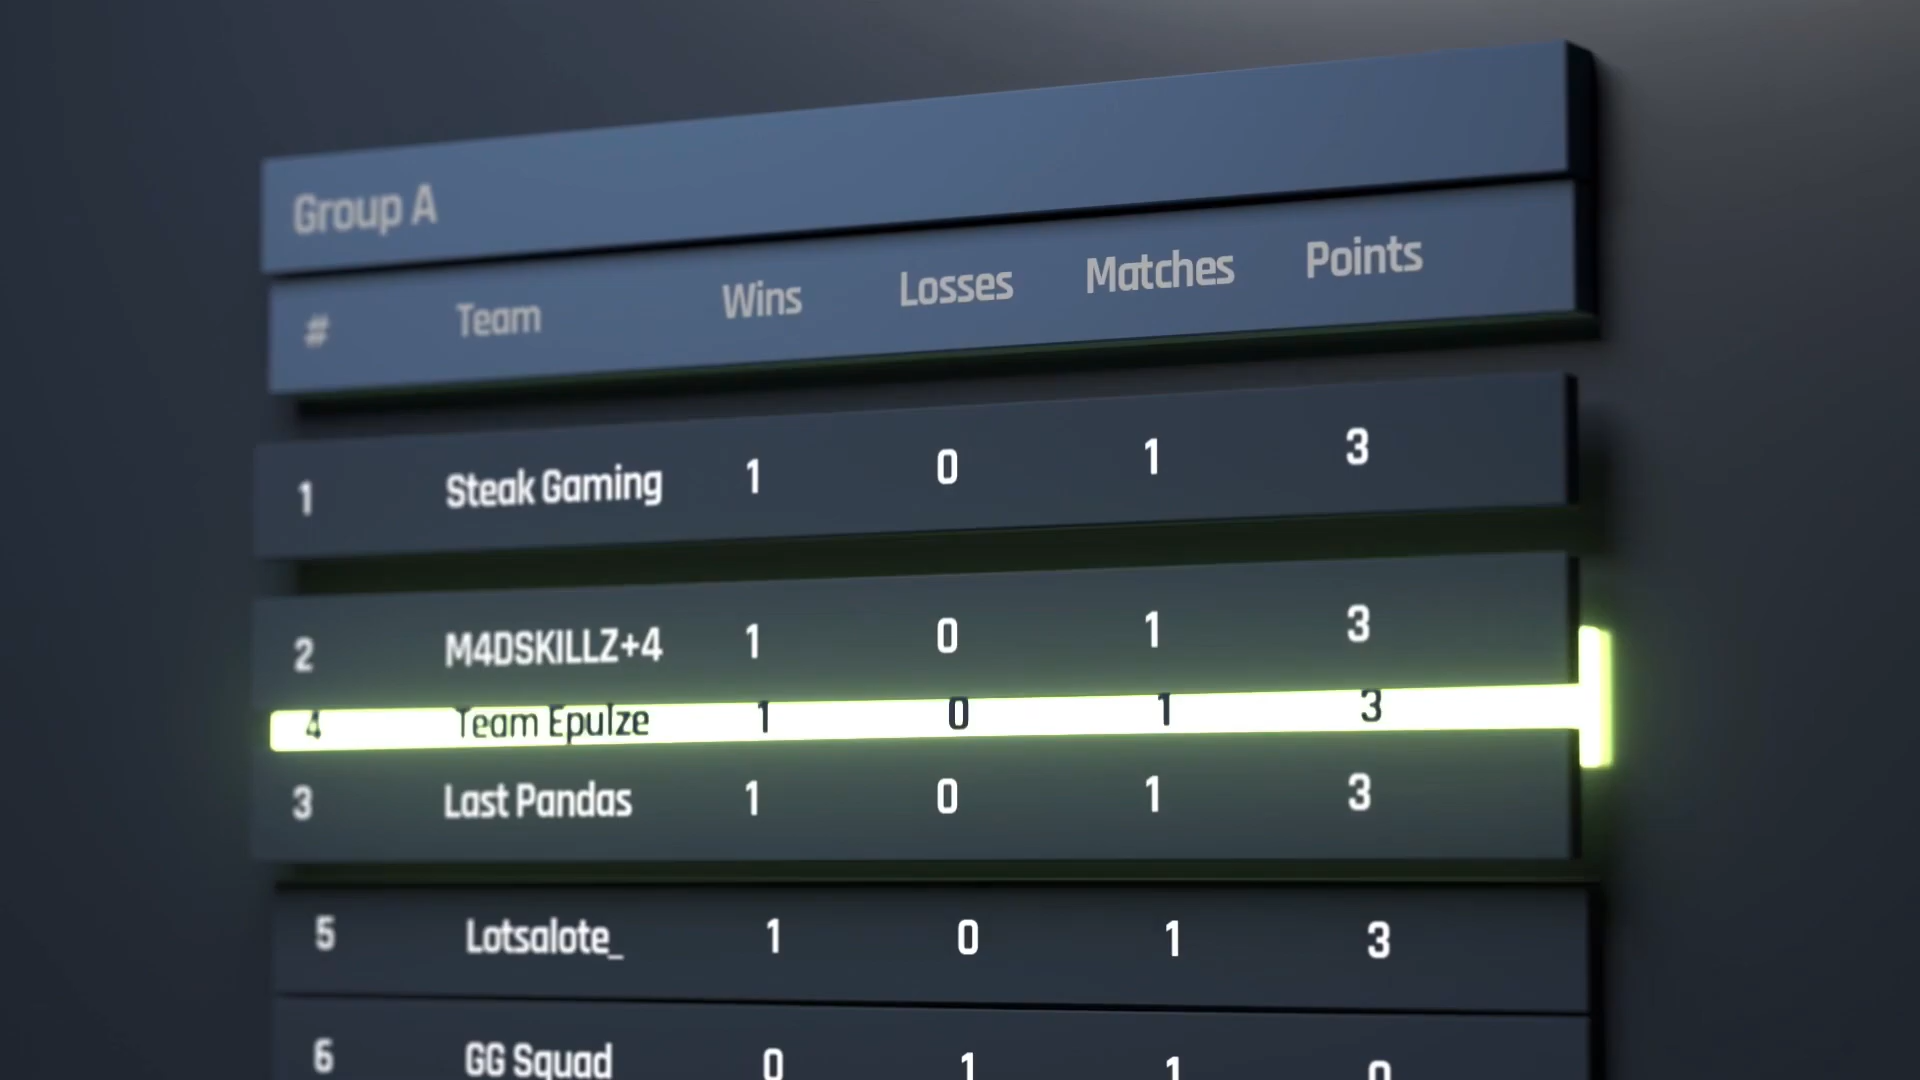 Group A
# Team Wins Losses Matches Points
1 Steak Gaming 1 0 1 3
2 M4DSKILLZ+4 1 0 1 3
4 Team Epulze 1 0 1 3
3 Last Pandas 1 0 1 3
5 Lotsalote_ 1 0 1 3
6 GG Squad 0 1 1 0